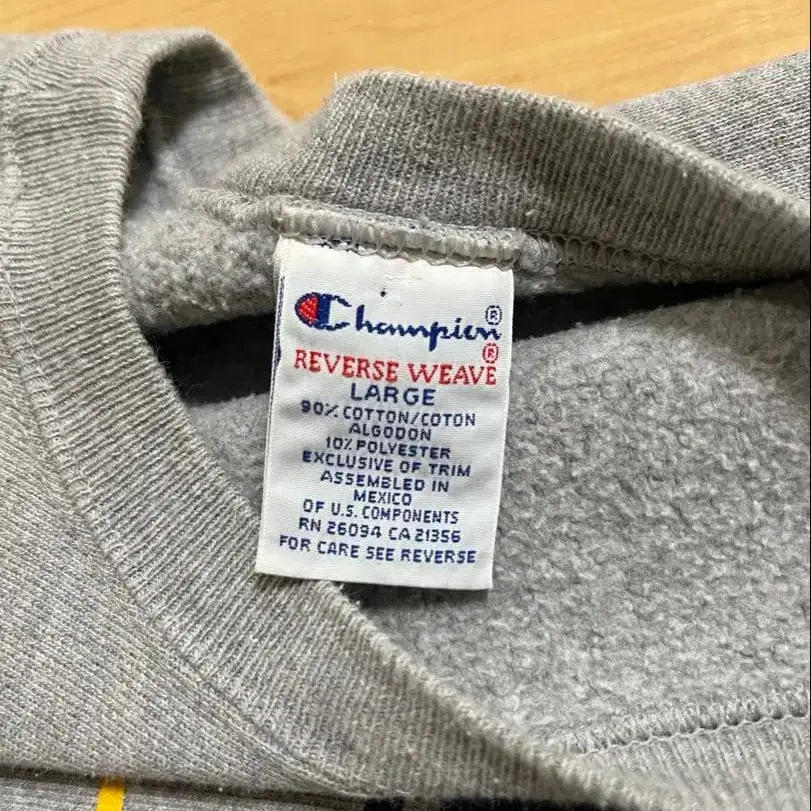 Champion®
REVERSE WEAVE®
LARGE
90% COTTON/COTON
ALGODON
10% POLYESTER
EXCLUSIVE OF TRIM
ASSEMBLED IN
MEXICO
OF U.S. COMPONENTS
RN 26094 CA 21356
FOR CARE SEE REVERSE